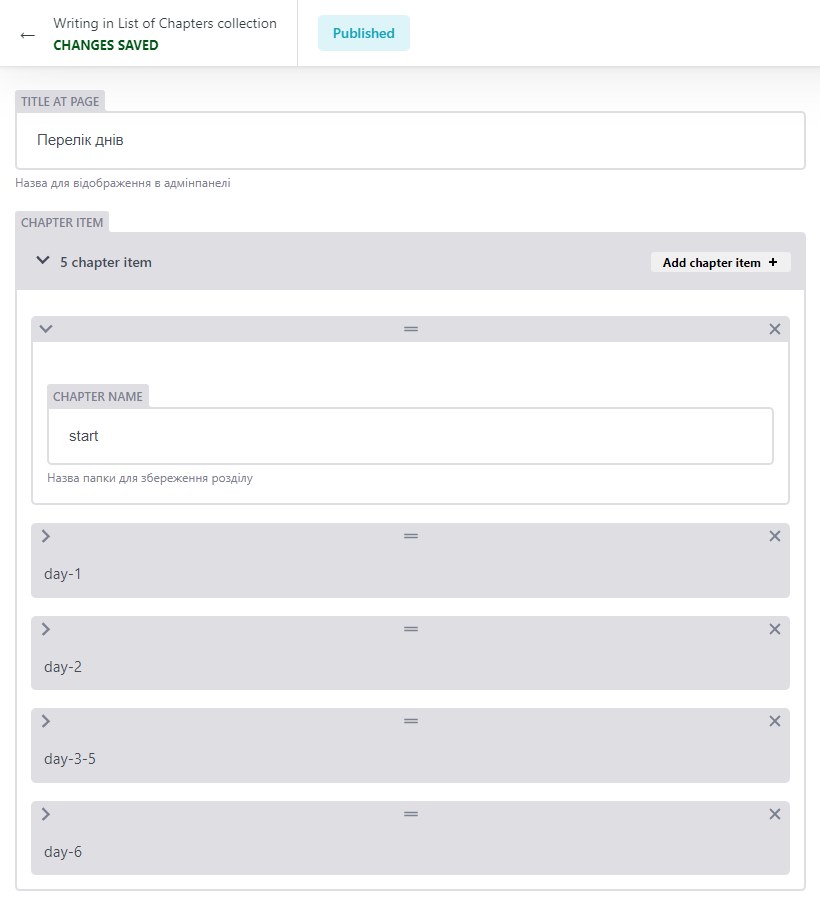 Writing in List of Chapters collection
CHANGES SAVED
Published
TITLE AT PAGE
Перелік днів
Назва для відображення в адмінпанелі
CHAPTER ITEM
5 chapter item
Add chapter item +
CHAPTER NAME
start
Назва папки для збереження розділу
day-1
day-2
day-3-5
day-6